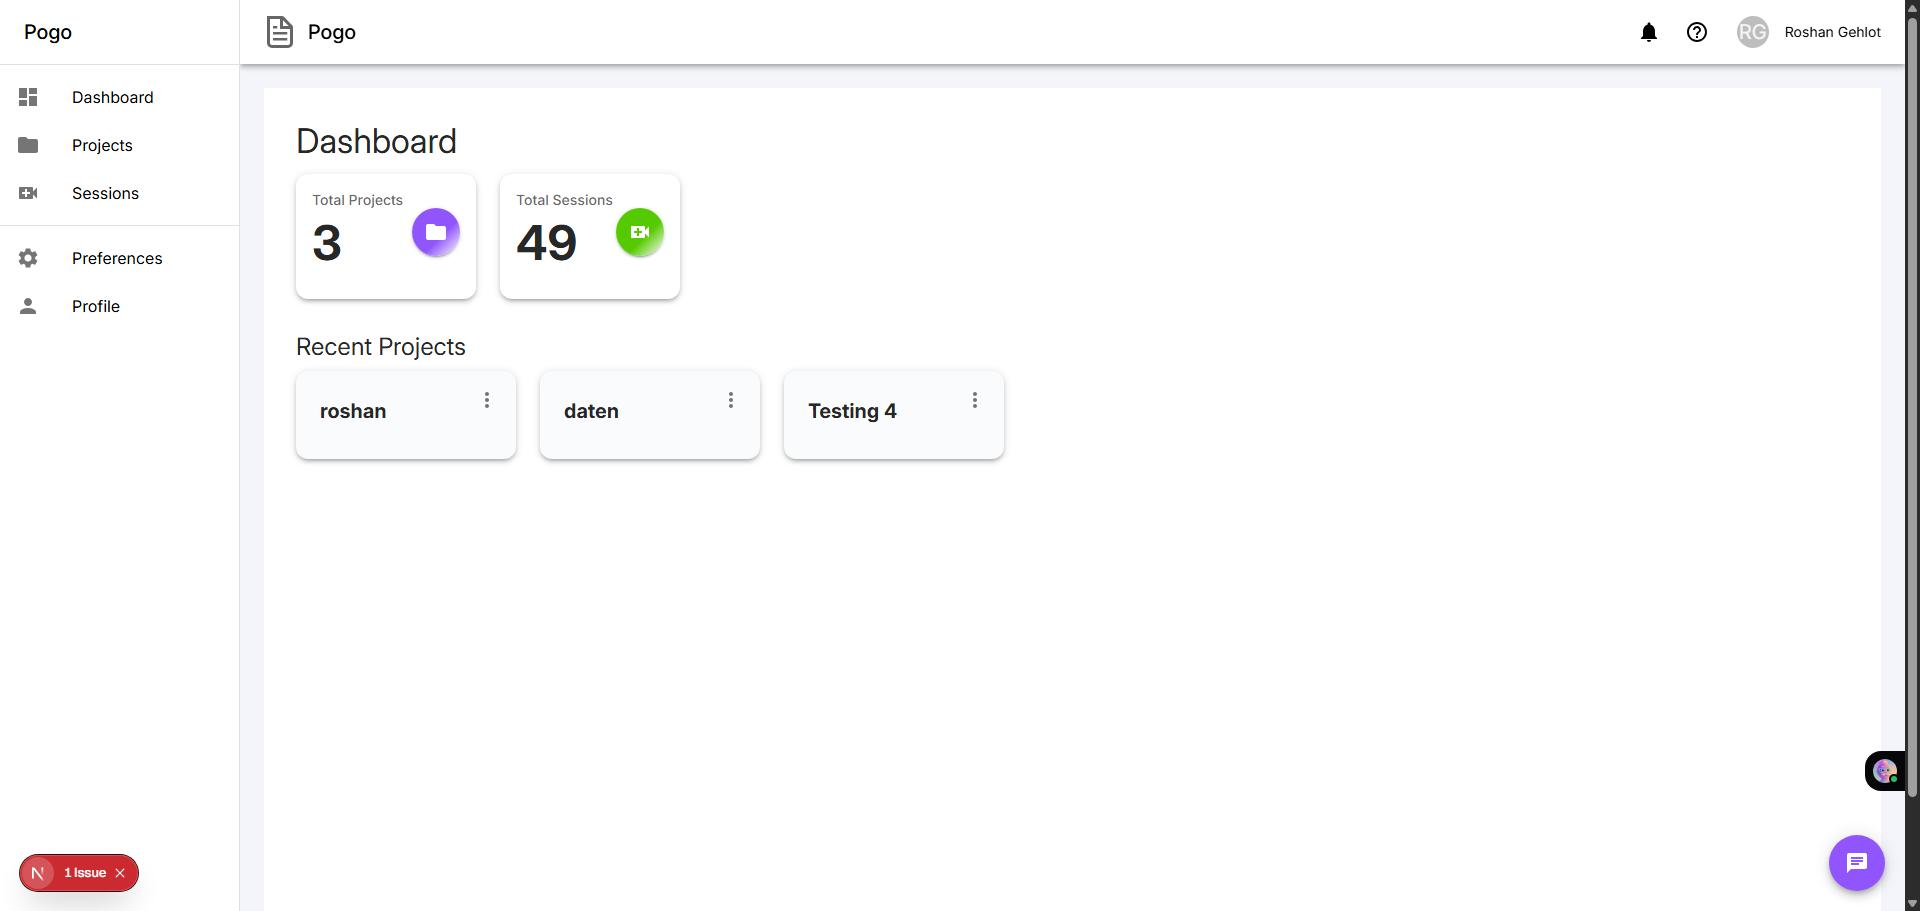 Pogo
Pogo
RG
Roshan Gehlot
Dashboard
Projects
Sessions
Preferences
Profile
Dashboard
Total Projects
3
Total Sessions
49
Recent Projects
roshan
daten
Testing 4
N
1 Issue